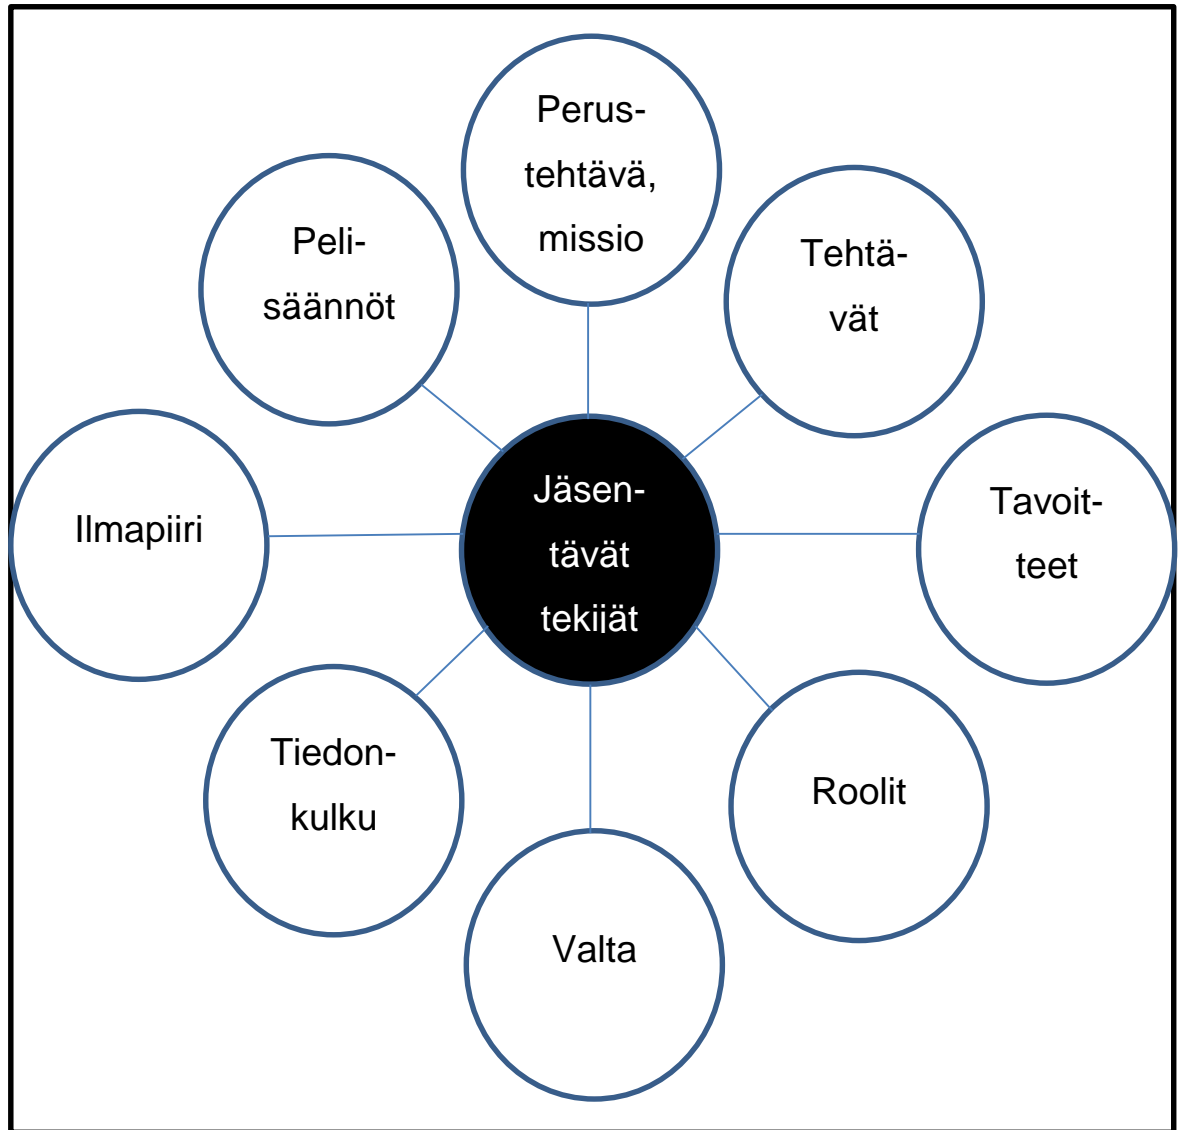 Perus-
tehtävä,
missio
Tehtä-
vät
Tavoit-
teet
Roolit
Valta
Tiedon-
kulku
Ilmapiiri
Peli-
säännöt
Jäsen-
tävät
tekijät